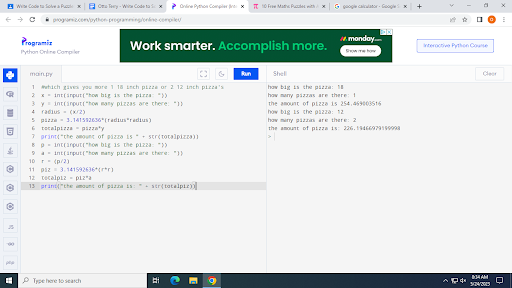 Write Code to Solve a Puzzle
Otto Terry - Write Code to S
Online Python Compiler (In
10 Free Maths Puzzles with
google calculator - Google
programiz.com/python-programming/online-compiler/
Programiz
Python Online Compiler
Work smarter. Accomplish more.
monday.com
Show me how
Interactive Python Course
main.py
Run
Shell
Clear
1 #which gives you more 1 18 inch pizza or 2 12 inch pizza's
2 x = int(input("how big is the pizza: "))
3 y = int(input("how many pizzas are there: "))
4 radius = (x/2)
5 pizza = 3.141592636*(radius*radius)
6 totalpizza = pizza*y
7 print("the amount of pizza is " + str(totalpizza))
8 p = int(input("how big is the pizza: "))
9 a = int(input("how many pizzas are there: "))
10 r = (p/2)
11 piz = 3.141592636*(r*r)
12 totalpiz = piz*a
13 print("the amount of pizza is: " + str(totalpiz))
how big is the pizza: 18
how many pizzas are there: 1
the amount of pizza is 254.469003516
how big is the pizza: 12
how many pizzas are there: 2
the amount of pizza is: 226.19466979199998
>
JS
php
Type here to search
8:34 AM
5/24/2023